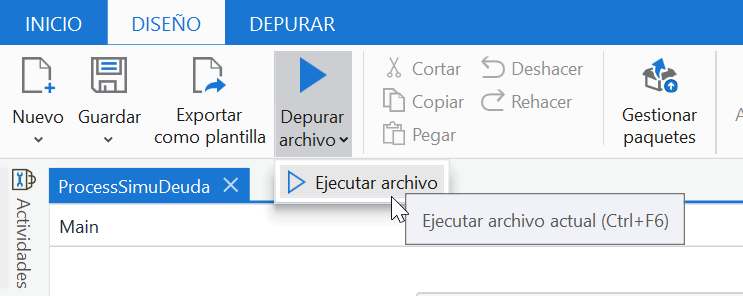 INICIO DISEÑO DEPURAR
Nuevo
Guardar
Exportar
como plantilla
Depurar
archivo
Cortar
Copiar
Pegar
Deshacer
Rehacer
Gestionar
paquetes
Ejecutar archivo
Ejecutar archivo actual (Ctrl+F6)
Actividades
ProcessSimuDeuda
Main